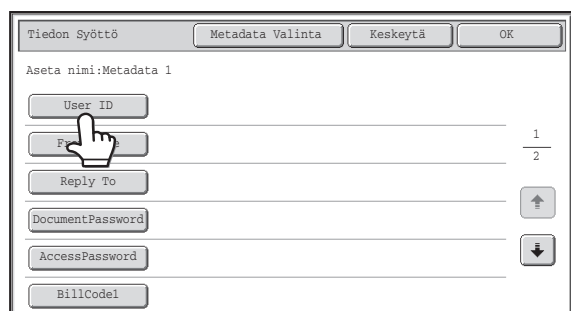 Tiedon Syöttö Metadata Valinta Keskeytä OK
Aseta nimi:Metadata 1
User ID
1
2
Reply To
DocumentPassword
AccessPassword
BillCode1